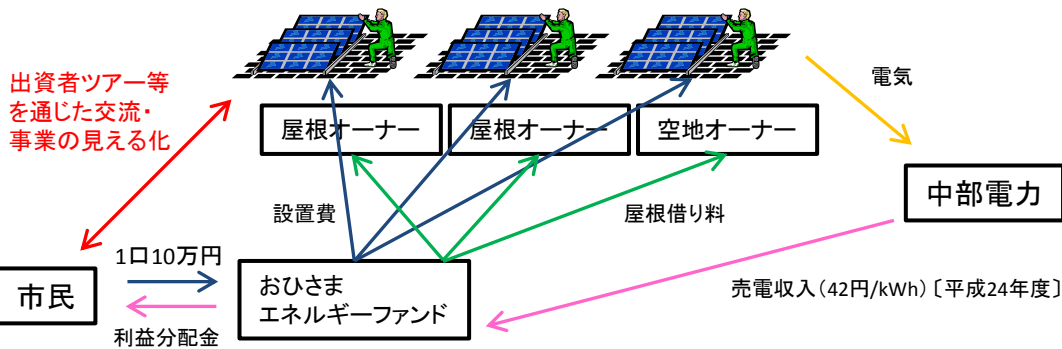 出資者ツアー等
を通じた交流・
事業の見える化
電気
屋根オーナー
屋根オーナー
空地オーナー
中部電力
設置費
屋根借り料
1口10万円
市民
おひさま
エネルギーファンド
売電収入(42円/kWh)〔平成24年度〕
利益分配金